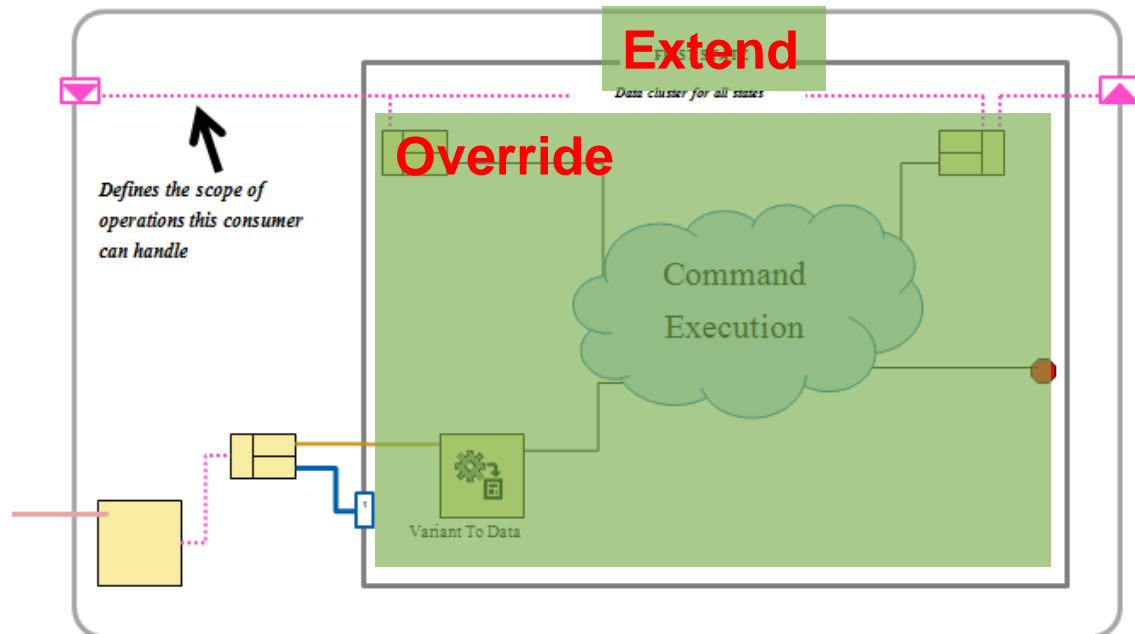 Extend
Data cluster for all states
Override
Defines the scope of
operations this consumer
can handle
Command
Execution
Variant To Data